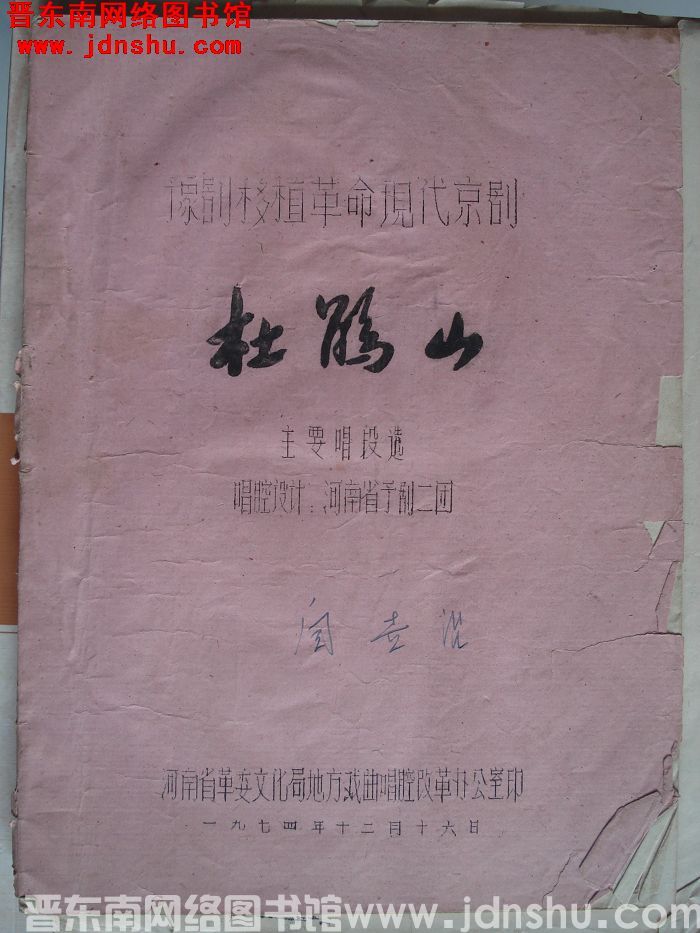 晋东南网络图书馆
www.jdnshu.com
豫剧移植革命现代京剧
杜鹃山
主要唱段选
唱腔设计：河南省予剧二团
河南省革委文化局地方戏曲唱腔改革办公室印
一九七四年十二月十六日
晋东南网络图书馆 www.jdnshu.com